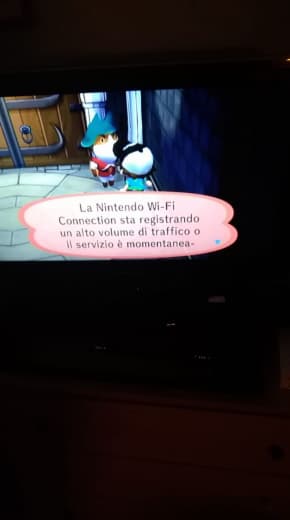 La Nintendo Wi-Fi
Connection sta registrando
un alto volume di traffico o
il servizio è momentanea-